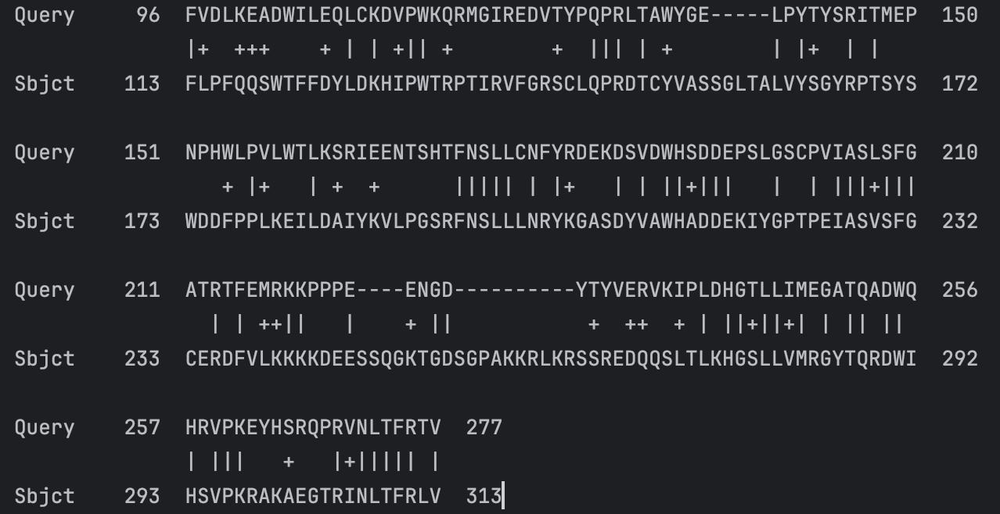 Query     96  FVDLKEADWILEQLCKDVPWKQRMGIREDVTYPQPRLTAWYGE-----LPYTYSRITMEP  150
              |+  +++    + | | +|| +        +  ||| | +        | |+  | |
Sbjct    113  FLPFQQSWTFFDYLDKHIPWTRPTIRVFGRSCLQPRDTCYVASSGLTALVYSGYRPTSYS  172

Query    151  NPHWLPVLWTLKSRIEENTSHTFNSLLCNFYRDEKDSVDWHSDDEPSLGSCPVIASLSFG  210
                 + |+   | +  +      ||||| | |+   | | ||+|||   |  | |||+|||
Sbjct    173  WDDFPPLKEILDAIYKVLPGSRFNSLLLNRYKGASDYVAWHADDEKIYGPTPEIASVSFG  232

Query    211  ATRTFEMRKKPPPE----ENGD----------YTYVERVKIPLDHGTLLIMEGATQADWQ  256
                | | ++||   |    + ||           +  ++  + | ||+||+| | || ||
Sbjct    233  CERDFVLKKKKDEESSQGKTGDSGPAKKRLKRSSREDQQSLTLKHGSLLVMRGYTQRDWI  292

Query    257  HRVPKEYHSRQPRVNLTFRTV  277
              | |||   +   |+||||| |
Sbjct    293  HSVPKRAKAEGTRINLTFRLV  313